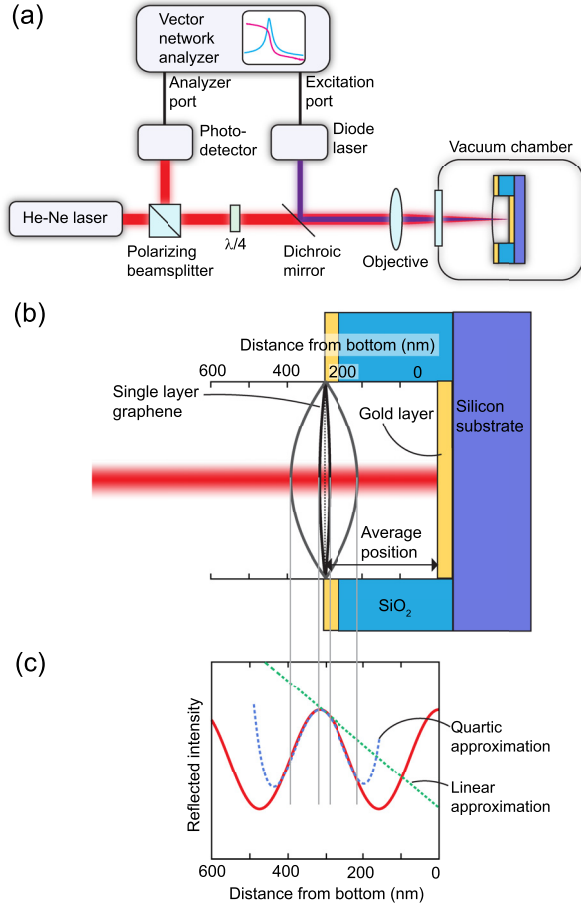 (a)
Vector
network
analyzer
Analyzer
port
Excitation
port
Photo-
detector
Diode
laser
Vacuum chamber
He-Ne laser
Polarizing
beamsplitter
λ/4
Dichroic
mirror
Objective
(b)
Distance from bottom (nm)
600 400 200 0
Single layer
graphene
Gold layer
Silicon
substrate
Average
position
SiO2
(c)
Reflected intensity
Quartic
approximation
Linear
approximation
600 400 200 0
Distance from bottom (nm)